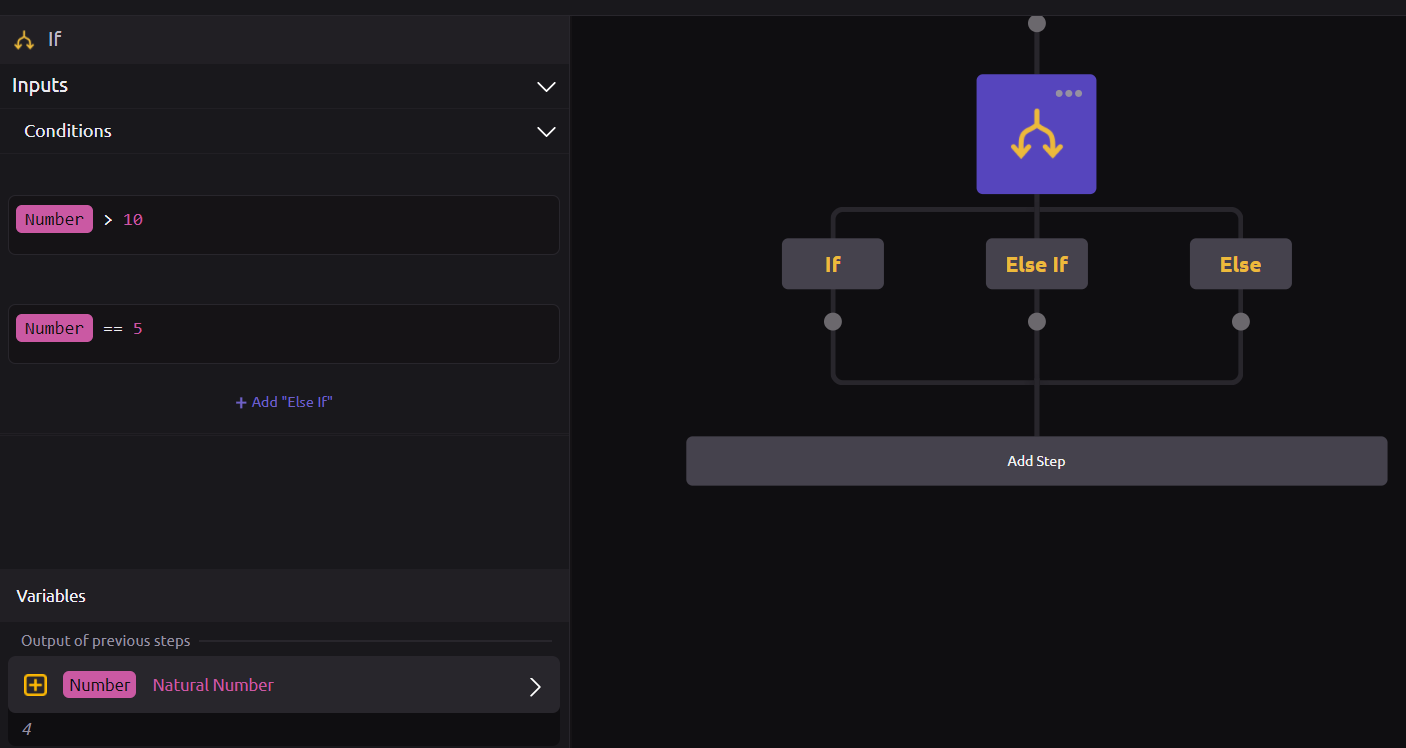 If
Inputs
Conditions
Number > 10
Number == 5
+ Add "Else If"
Variables
Output of previous steps
Number Natural Number
4
If Else If Else
Add Step